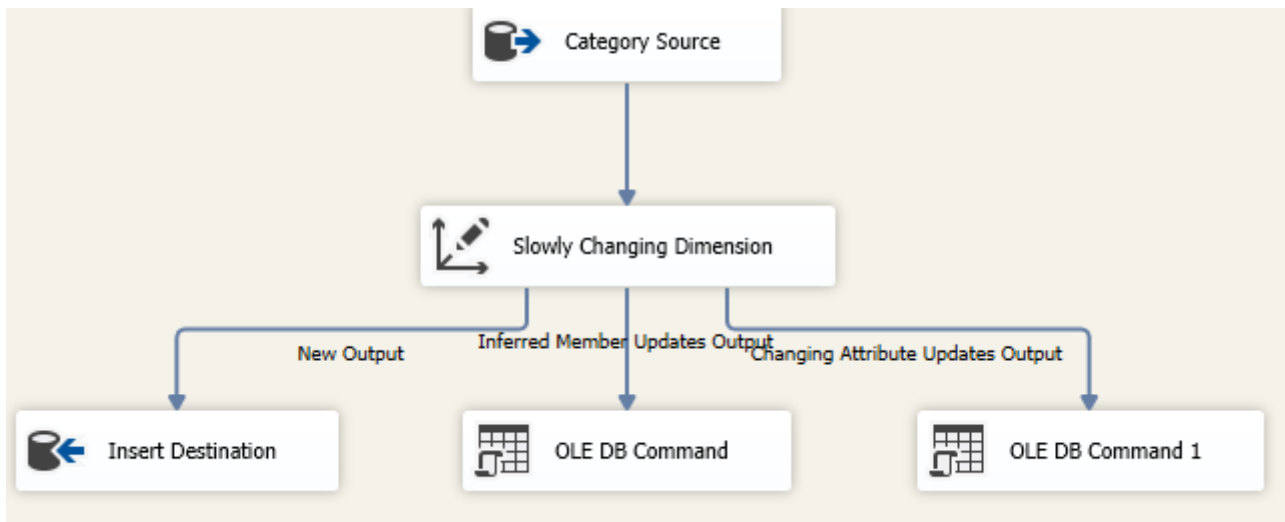 Category Source
Slowly Changing Dimension
New Output
Inferred Member Updates Output
Changing Attribute Updates Output
Insert Destination
OLE DB Command
OLE DB Command 1